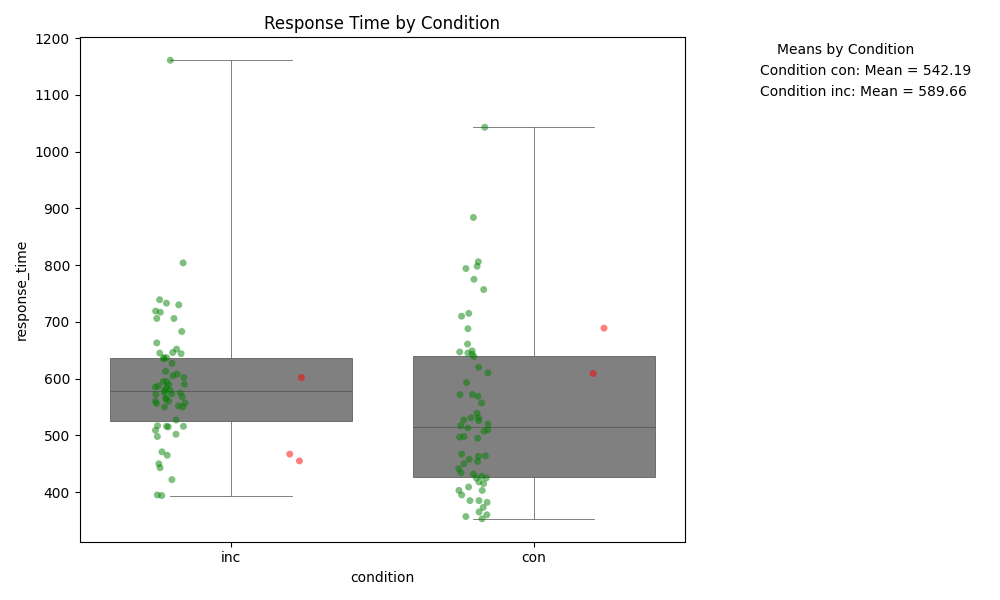 Response Time by Condition
Means by Condition
Condition con: Mean = 542.19
Condition inc: Mean = 589.66
response_time
1200
1100
1000
900
800
700
600
500
400
inc
con
condition